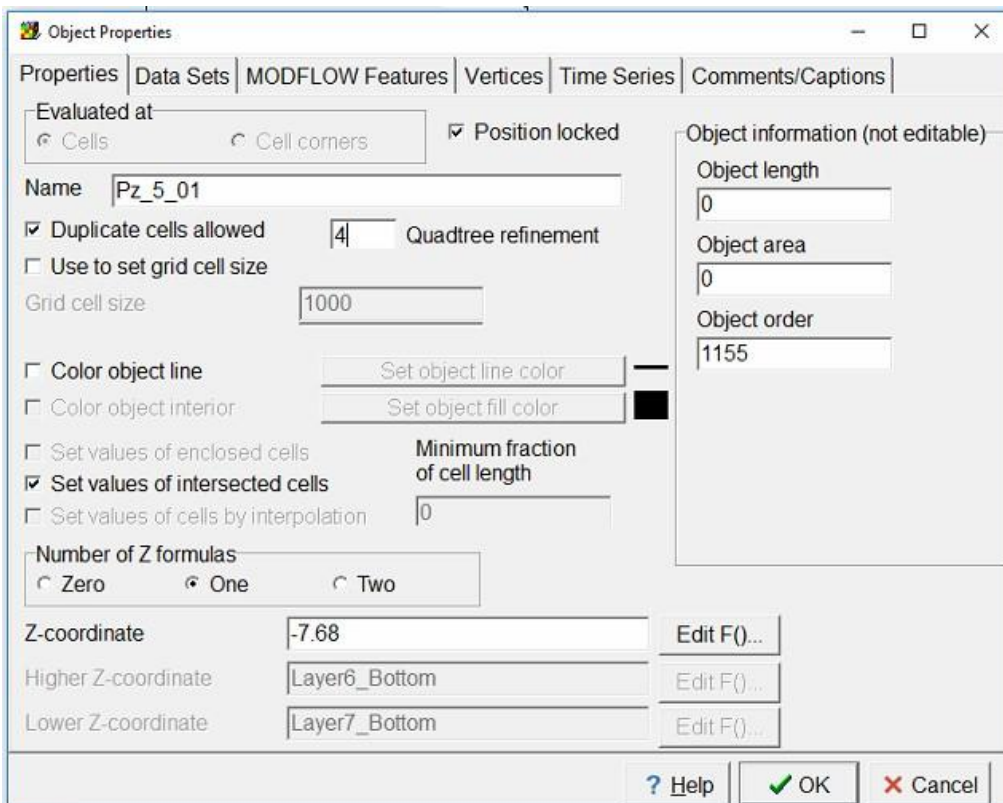 Object Properties
Properties Data Sets MODFLOW Features Vertices Time Series Comments/Captions
Evaluated at
Cells Cell corners
Position locked
Name Pz_5_01
Duplicate cells allowed 4 Quadtree refinement
Use to set grid cell size
Grid cell size 1000
Color object line Set object line color
Color object interior Set object fill color
Set values of enclosed cells
Set values of intersected cells
Set values of cells by interpolation
Minimum fraction
of cell length
0
Number of Z formulas
Zero One Two
Z-coordinate -7.68 Edit F()...
Higher Z-coordinate Layer6_Bottom Edit F()...
Lower Z-coordinate Layer7_Bottom Edit F()...
Object information (not editable)
Object length
0
Object area
0
Object order
1155
? Help OK Cancel